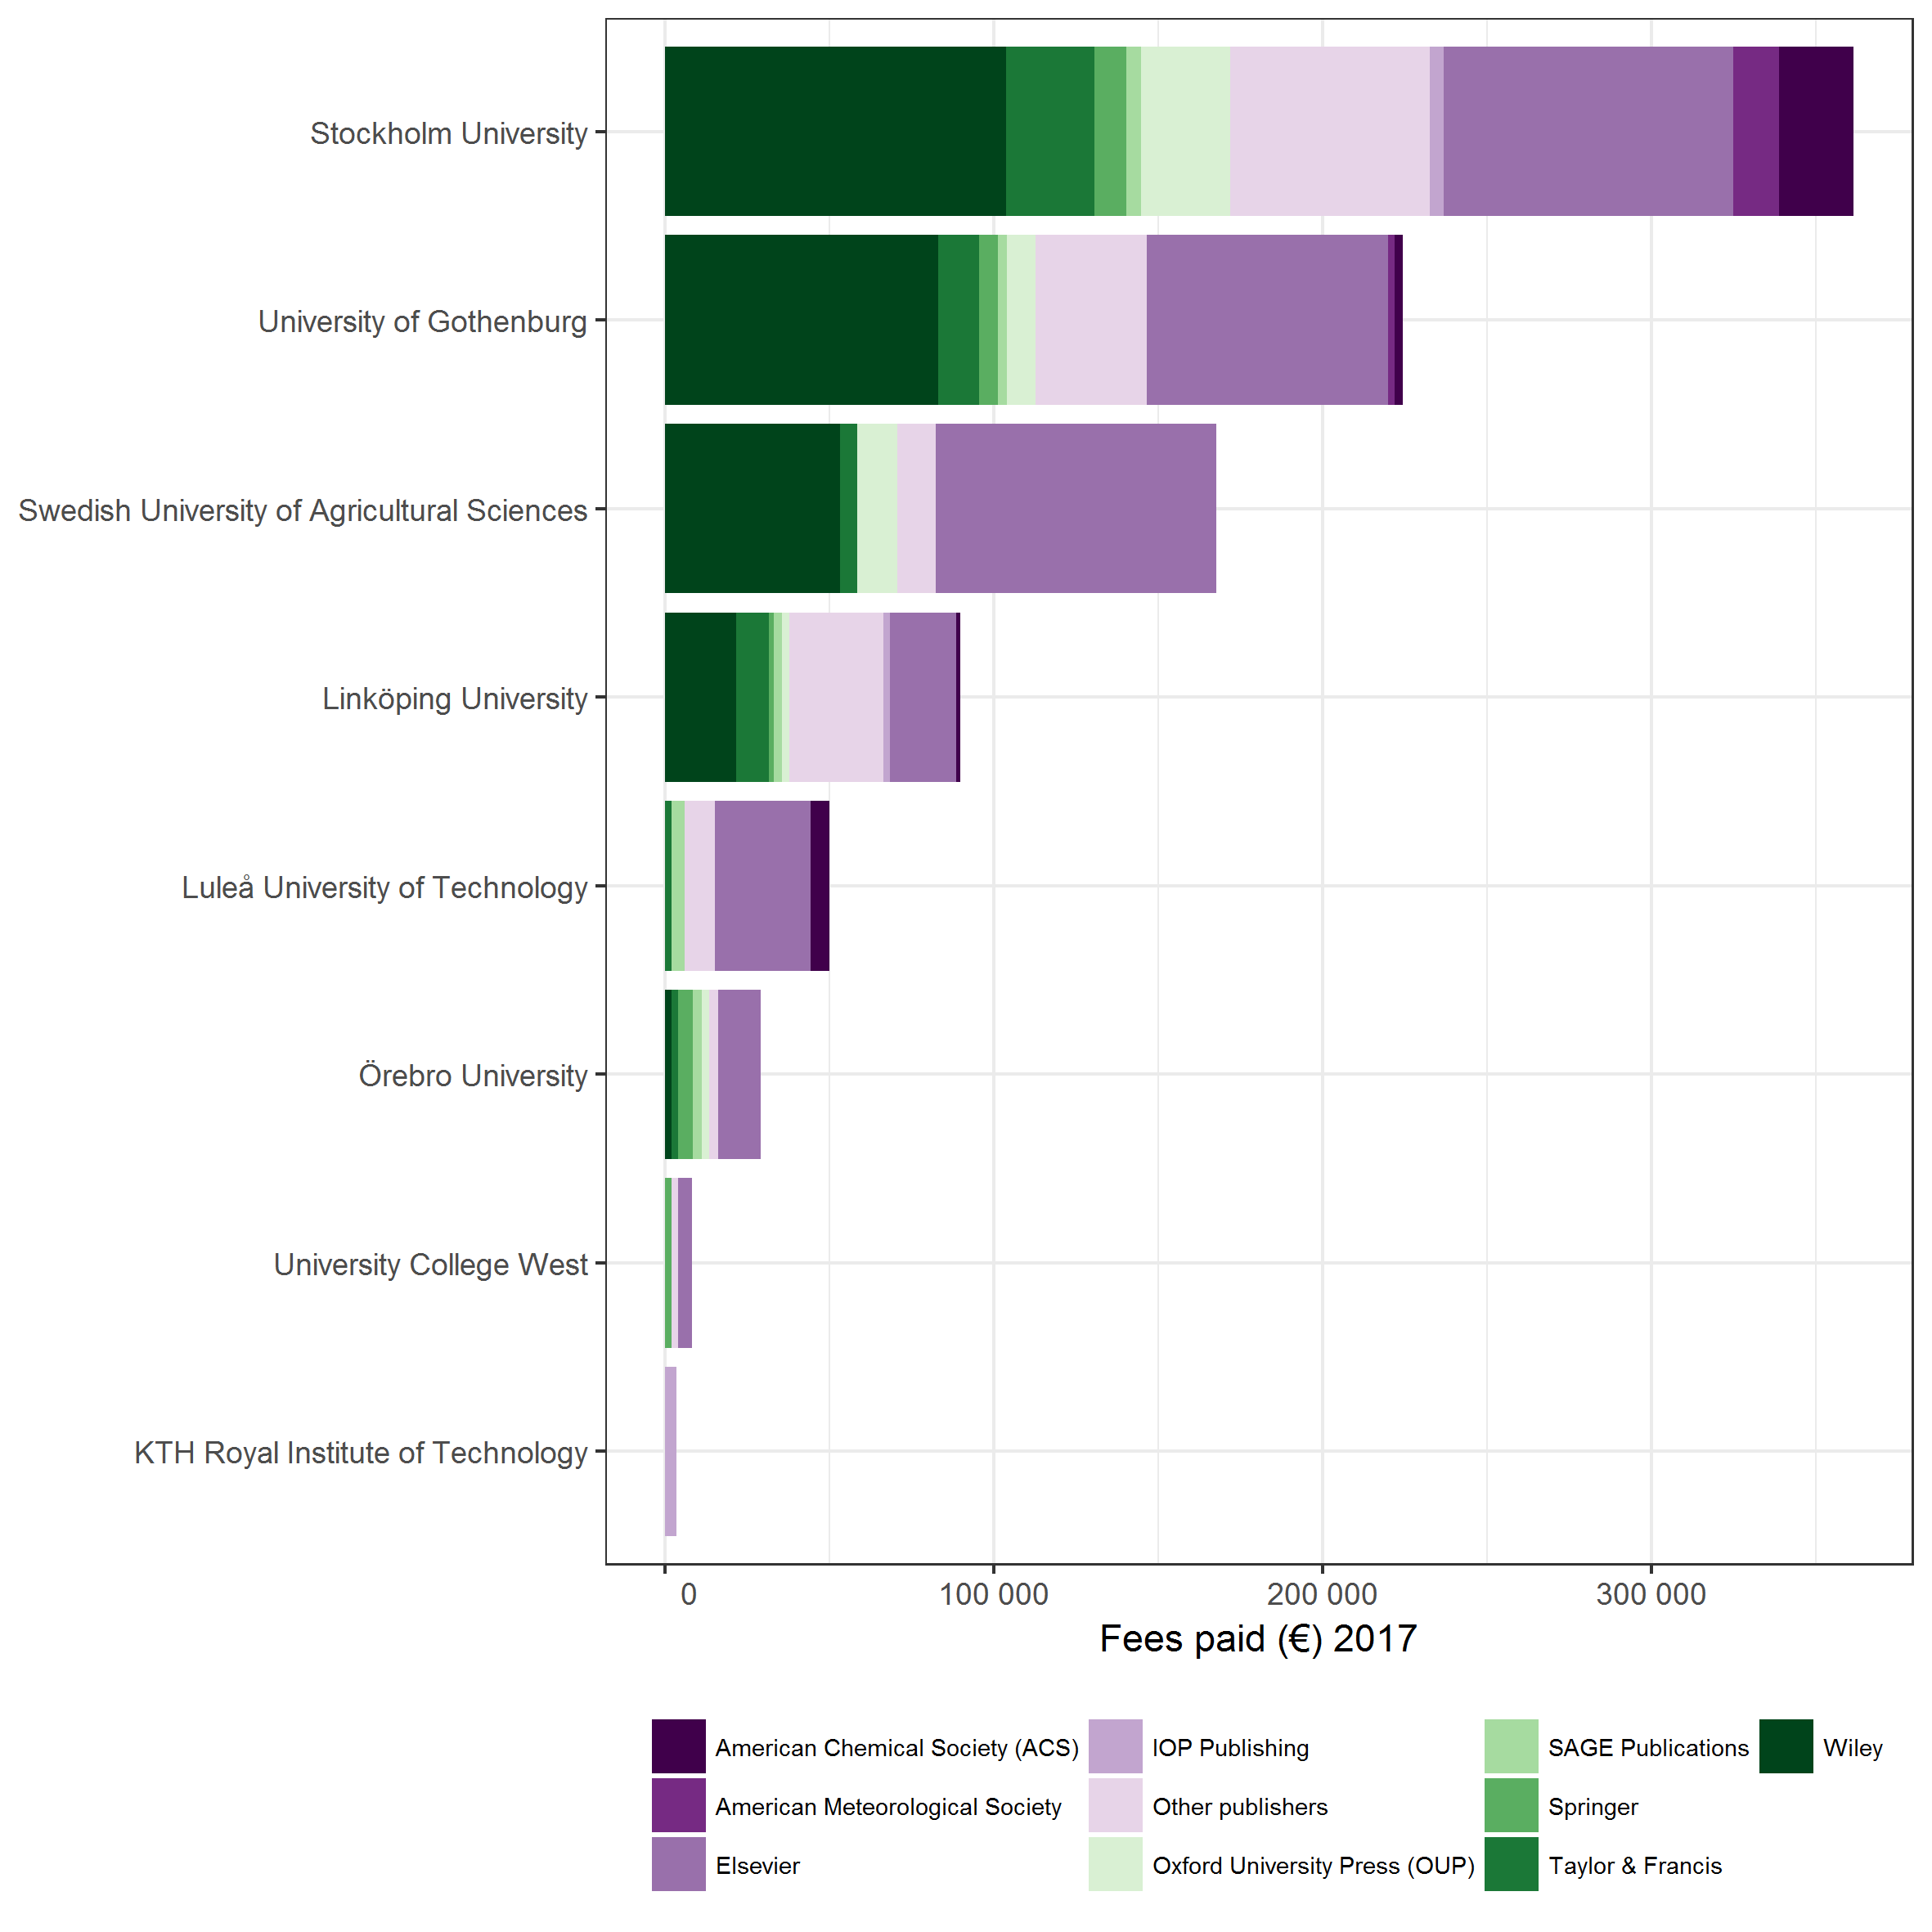 Stockholm University
University of Gothenburg
Swedish University of Agricultural Sciences
Linköping University
Luleå University of Technology
Örebro University
University College West
KTH Royal Institute of Technology
0 100 000 200 000 300 000
Fees paid (€) 2017
American Chemical Society (ACS) IOP Publishing SAGE Publications Wiley
American Meteorological Society Other publishers Springer
Elsevier Oxford University Press (OUP) Taylor & Francis